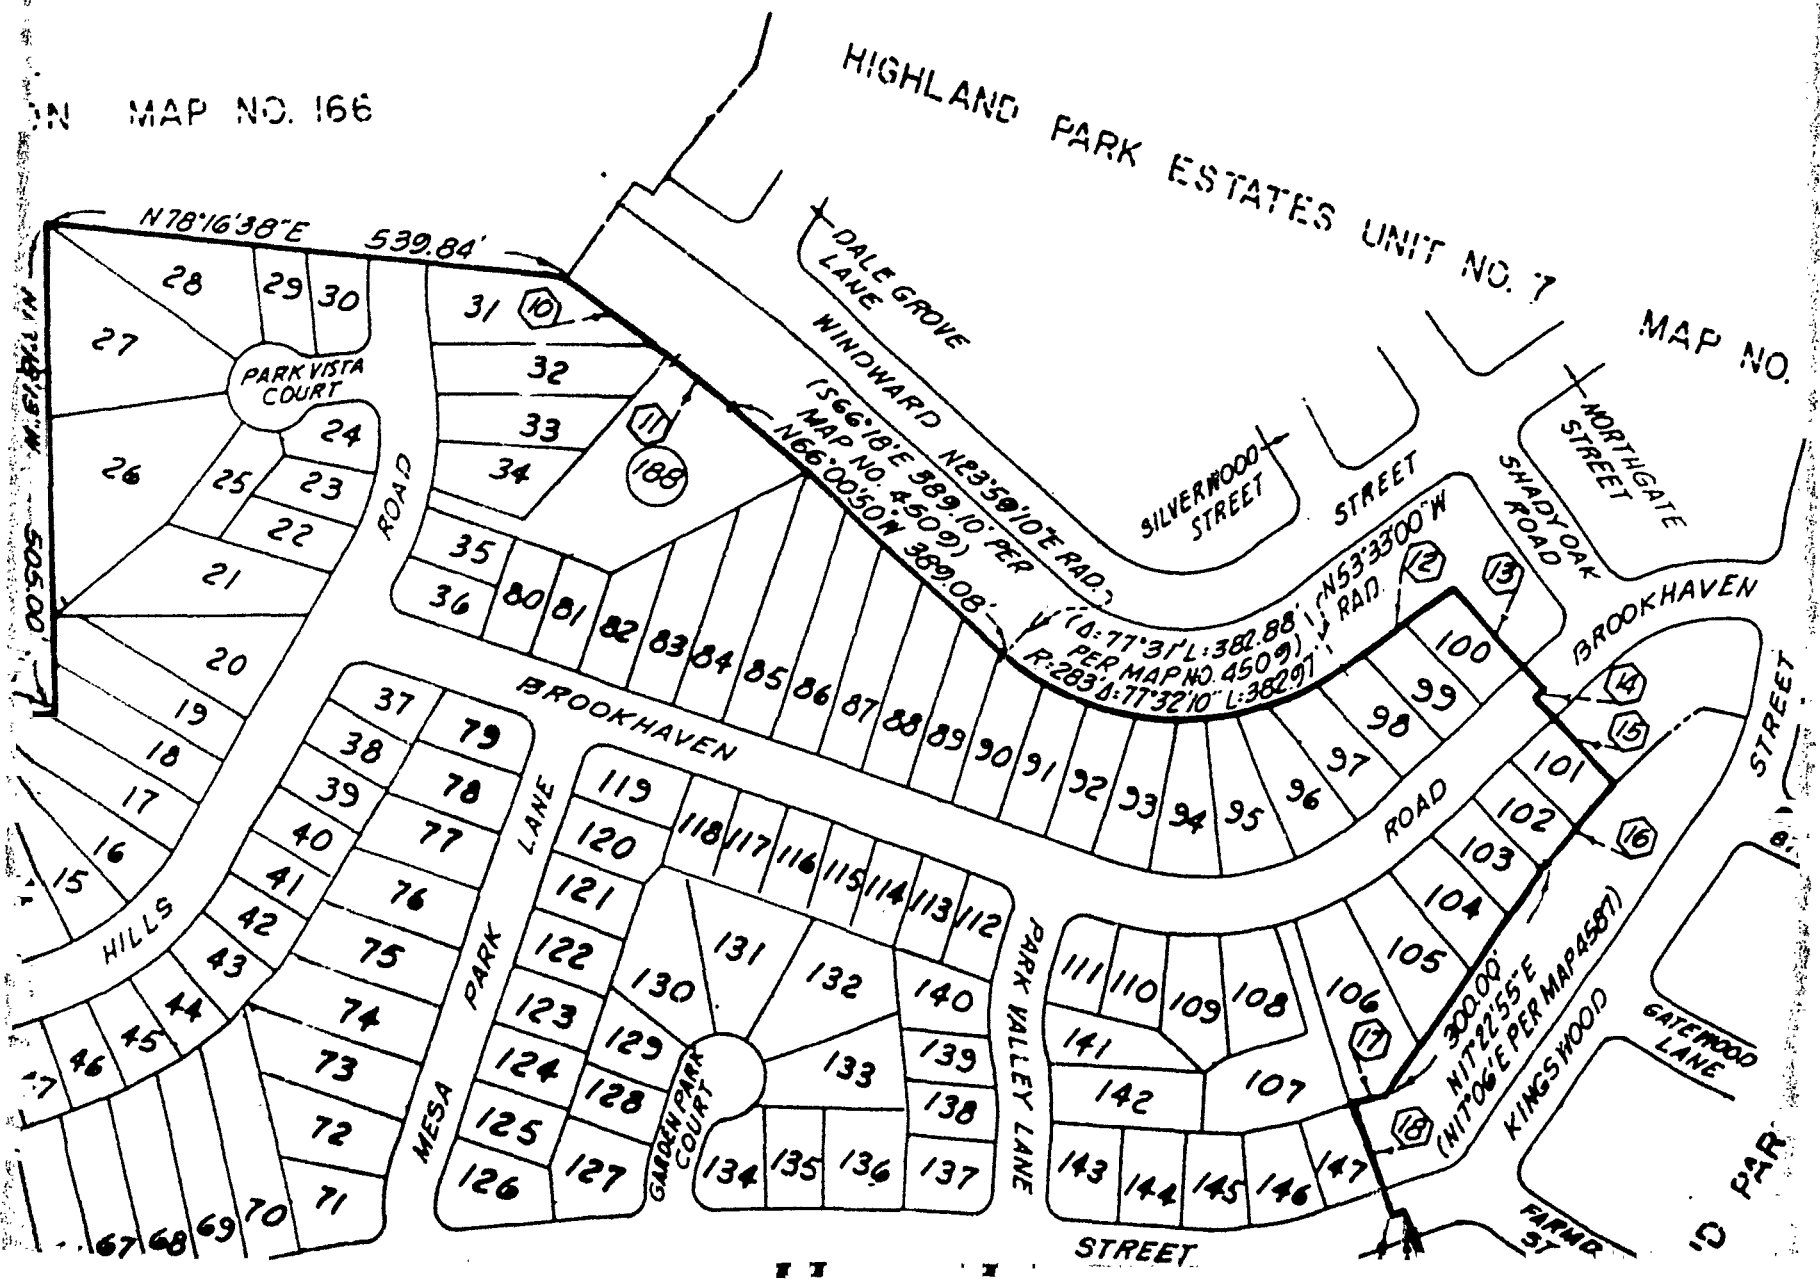 MAP NO. 166
HIGHLAND PARK ESTATES UNIT NO. 7
MAP NO.
N78°16'38"E 539.84'
505.00'
DALE GROVE
LANE
WINDWARD
STREET
(S66°18'E 389.10' PER
MAP NO. 4509)
N66°00'50"W 389.08'
N23°59'10"E RAD.
SILVERWOOD
STREET
NORTHGATE
STREET
SHADY OAK
ROAD
BROOKHAVEN
STREET
(Δ:77°31' L:382.88'
PER MAP NO. 4509)
R:283' Δ:77°32'10" L:382.97'
N53°33'00"W
RAD.
PARK VISTA
COURT
ROAD
HILLS
BROOKHAVEN
ROAD
MESA
PARK
LANE
GARDEN PARK
COURT
PARK VALLEY LANE
STREET
300.00'
N11°22'55"E
(N11°06'E PER MAP 4587)
KINGSWOOD
GATEWOOD
LANE
FARM
ST
PAR
10
11
188
12
13
14
15
16
17
18
15
16
17
18
19
20
21
22
23
24
25
26
27
28
29
30
31
32
33
34
35
36
37
38
39
40
41
42
43
44
45
46
67
68
69
70
71
72
73
74
75
76
77
78
79
80
81
82
83
84
85
86
87
88
89
90
91
92
93
94
95
96
97
98
99
100
101
102
103
104
105
106
107
108
109
110
111
112
113
114
115
116
117
118
119
120
121
122
123
124
125
126
127
128
129
130
131
132
133
134
135
136
137
138
139
140
141
142
143
144
145
146
147